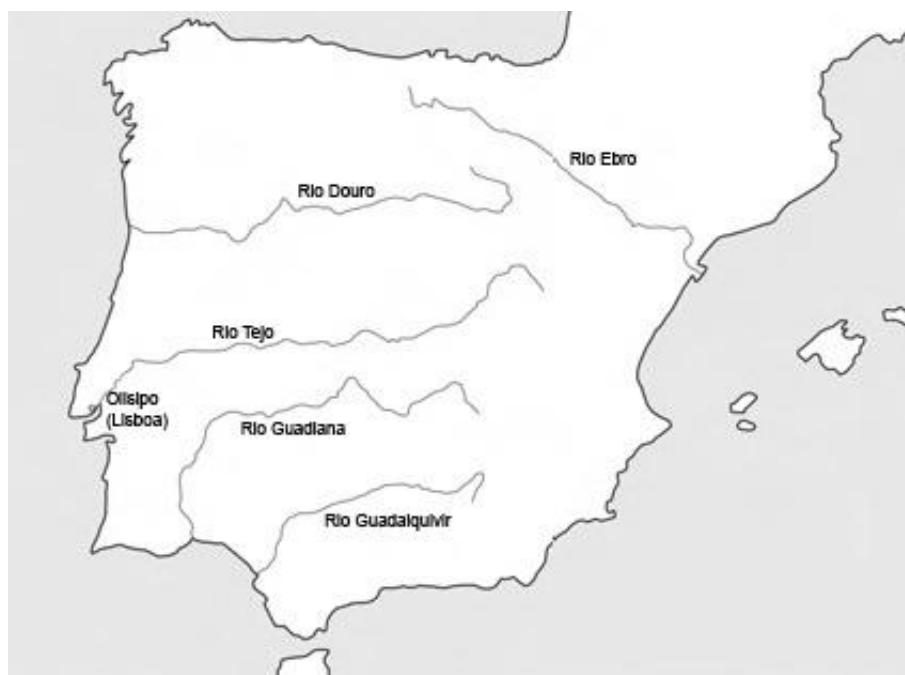 Rio Ebro
Rio Douro
Rio Tejo
Olisipo
(Lisboa)
Rio Guadiana
Rio Guadalquivir